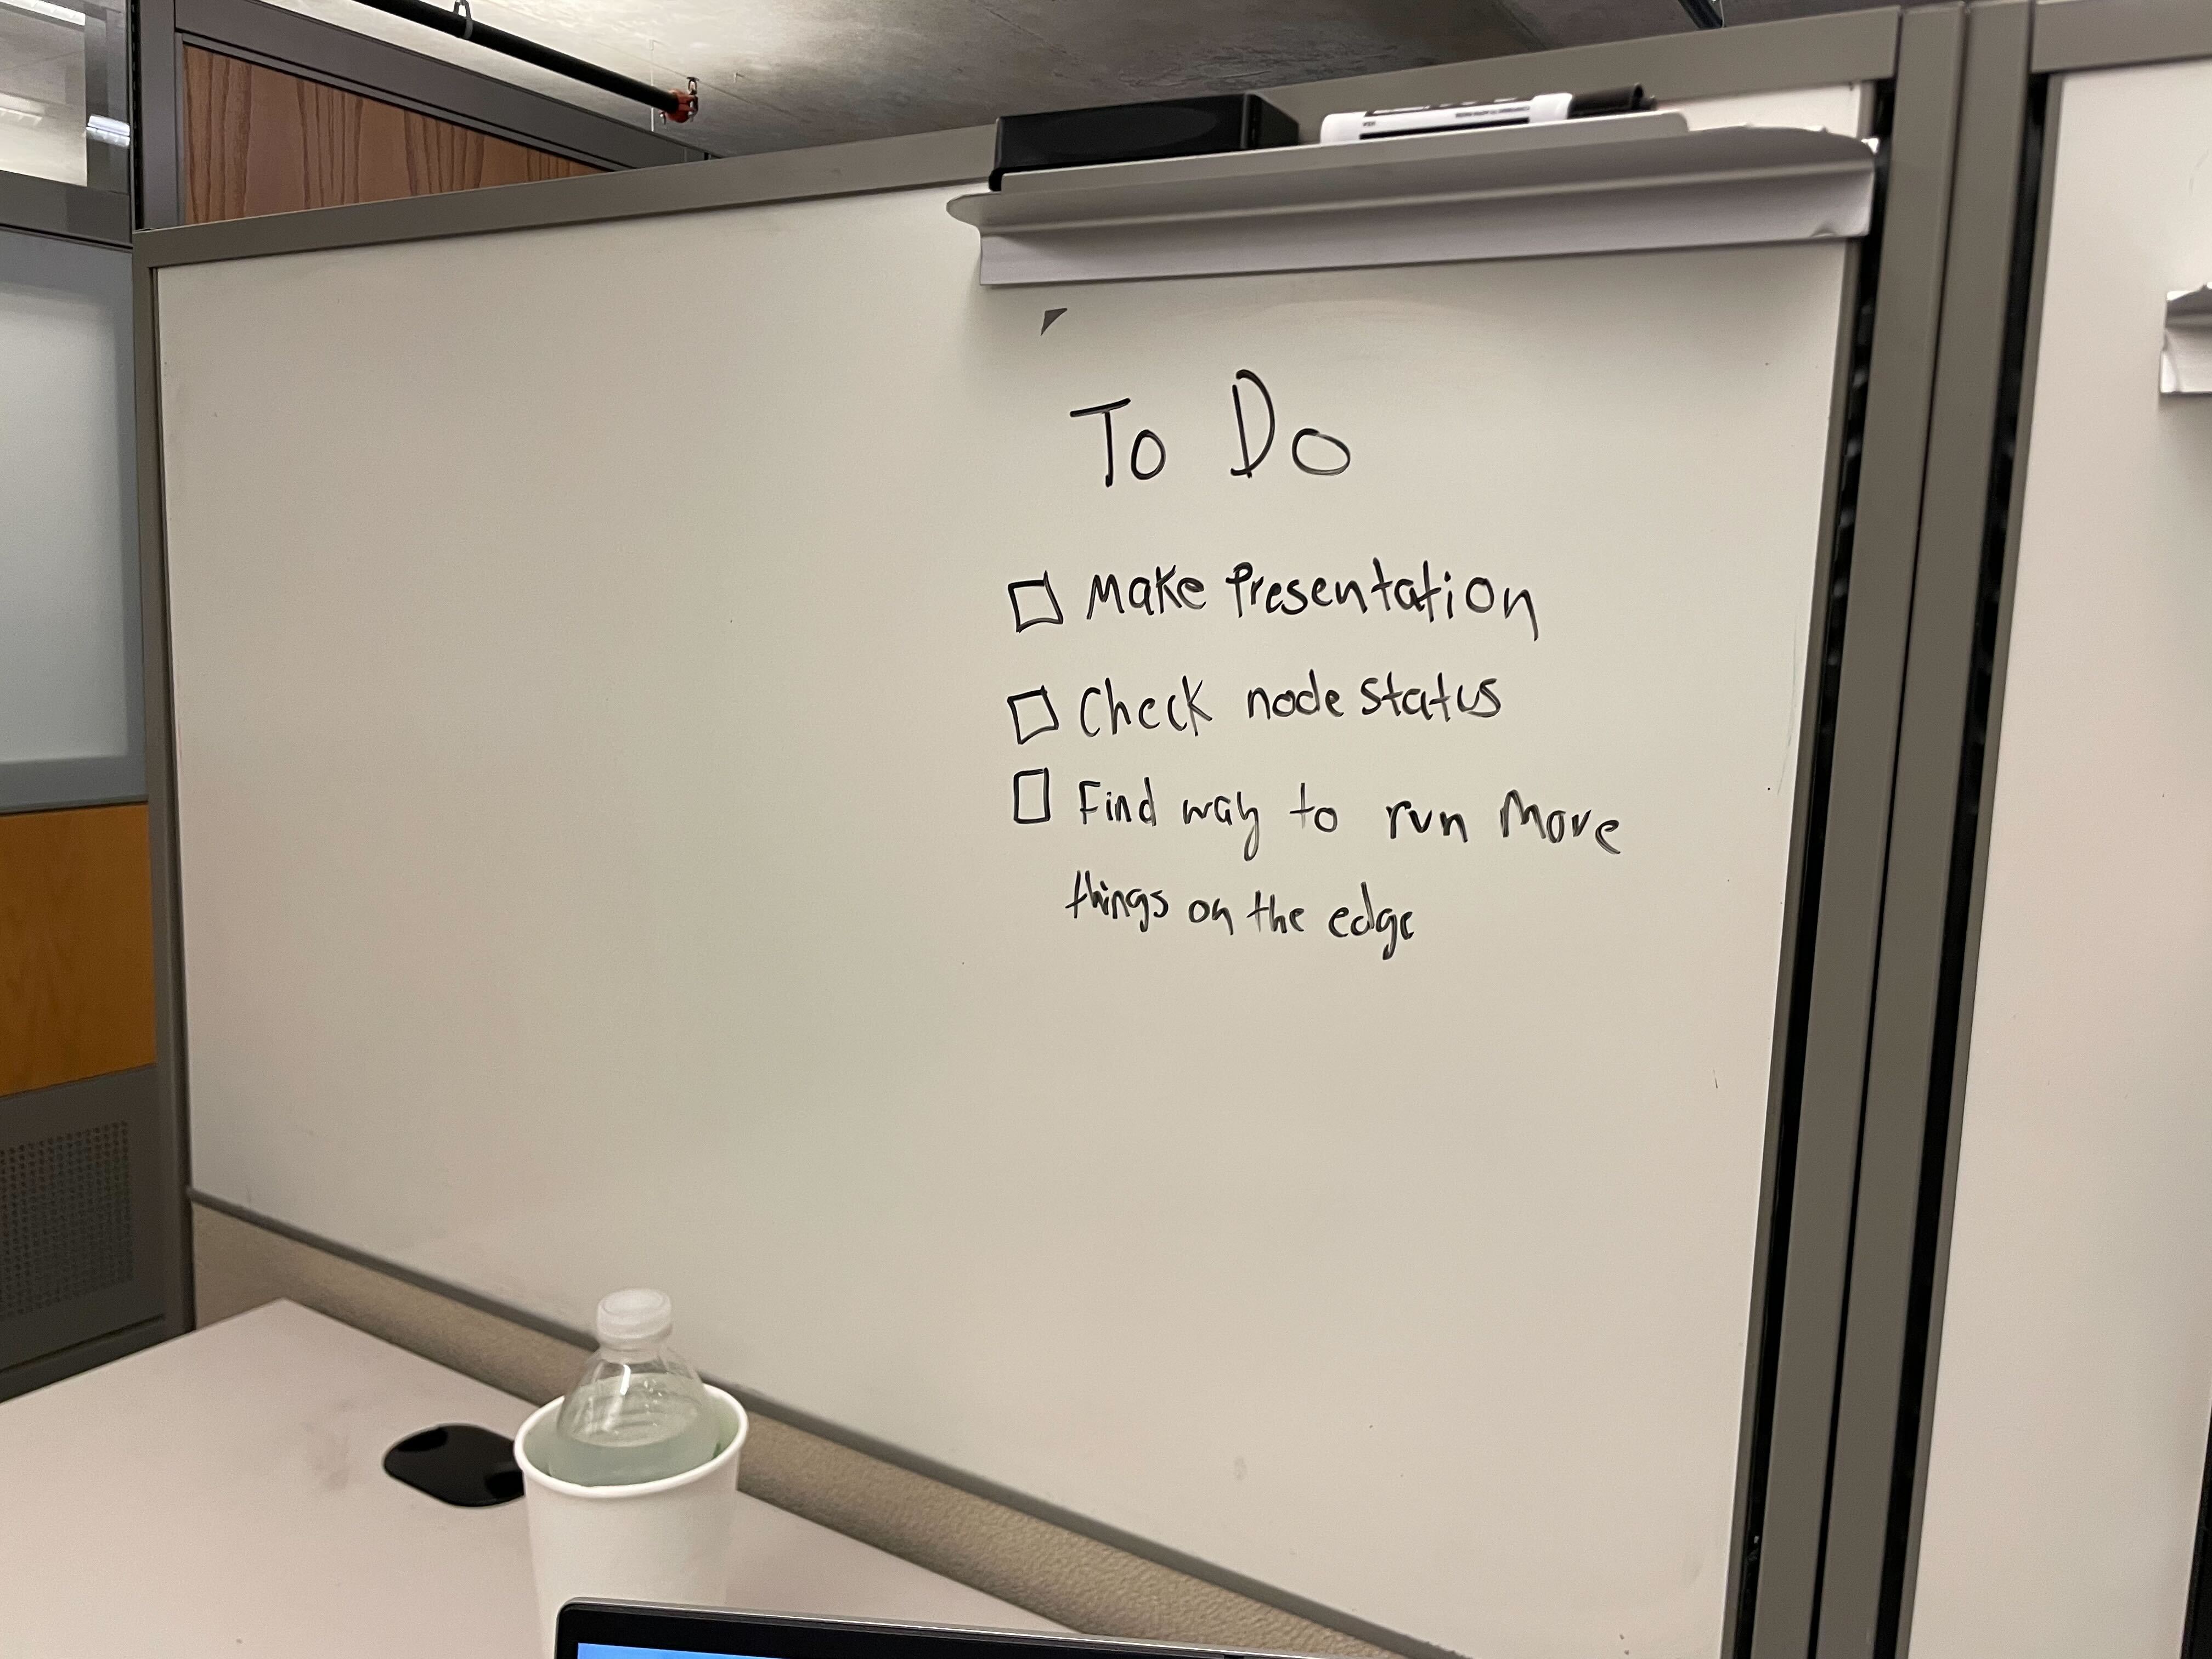 To Do
Make Presentation
Check node status
Find way to run more
things on the edge